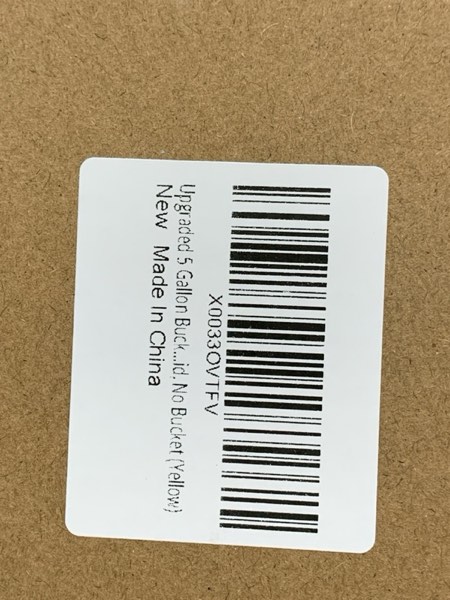 X0033OVTFV
Upgraded 5 Gallon Buck...id, No Bucket (Yellow)
New Made In China